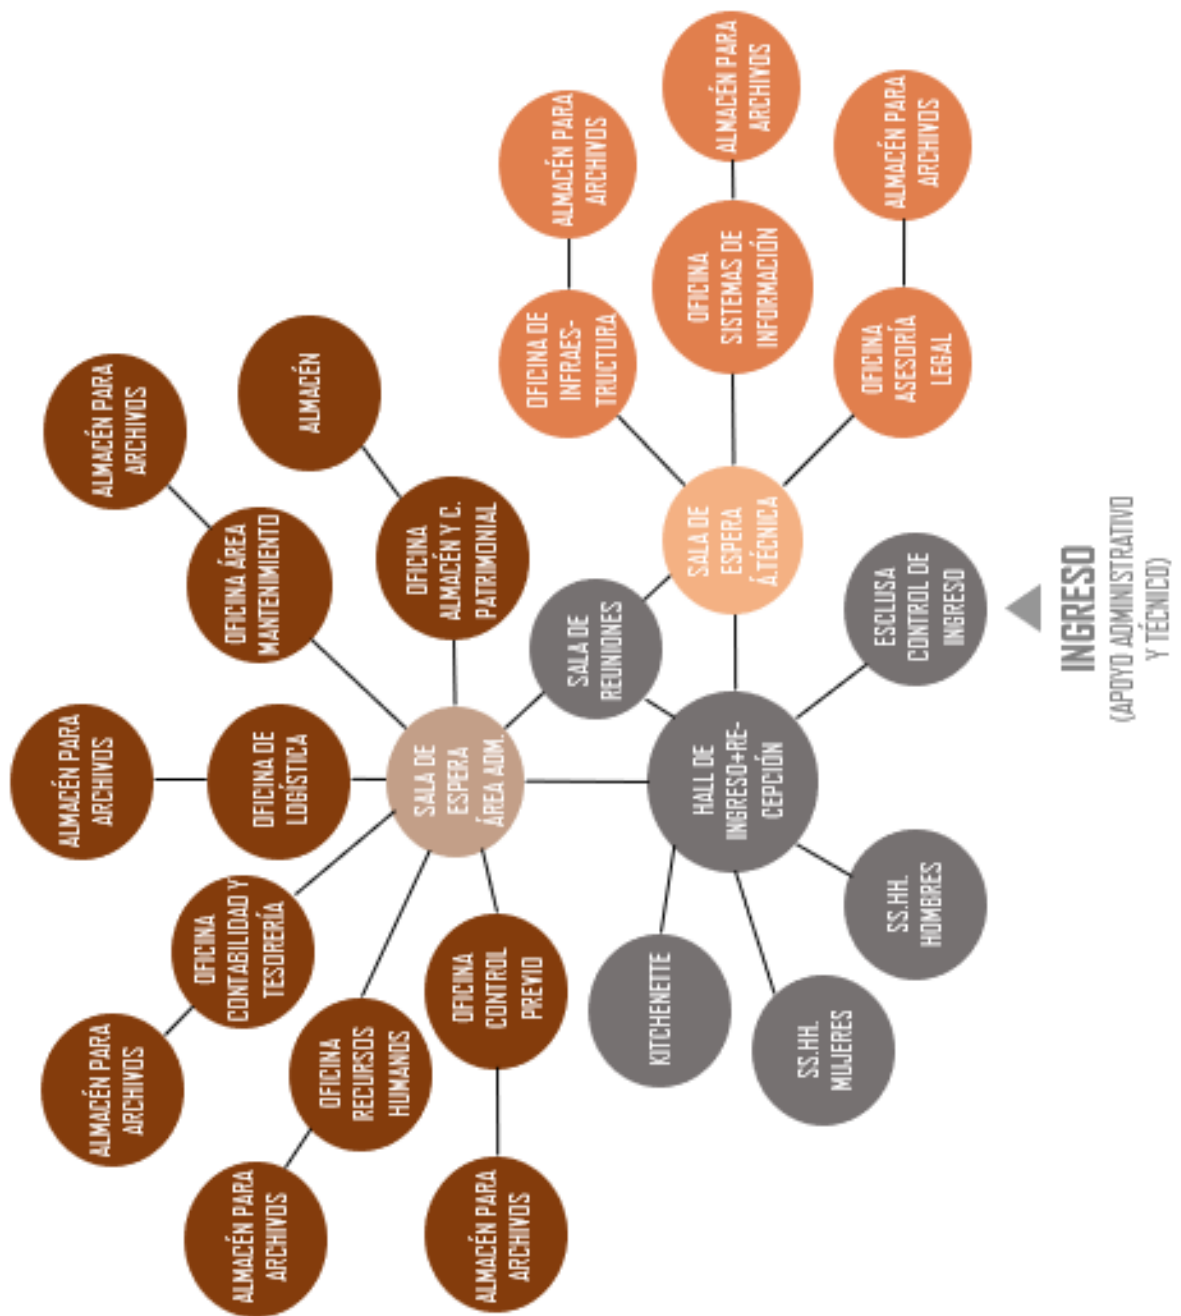 ALMACÉN PARA
ARCHIVOS
ALMACÉN PARA
ARCHIVOS
ALMACÉN PARA
ARCHIVOS
OFICINA
CONTABILIDAD Y
TESORERÍA
OFICINA DE
LOGÍSTICA
OFICINA ÁREA
MANTENIMIENTO
ALMACÉN
ALMACÉN PARA
ARCHIVOS
OFICINA
RECURSOS
HUMANOS
SALA DE
ESPERA
ÁREA ADM.
OFICINA
ALMACÉN Y C.
PATRIMONIAL
ALMACÉN PARA
ARCHIVOS
OFICINA
CONTROL
PREVIO
SALA DE
REUNIONES
OFICINA DE
INFRAES-
TRUCTURA
ALMACÉN PARA
ARCHIVOS
KITCHENETTE
HALL DE
INGRESO+RE-
CEPCIÓN
SALA DE
ESPERA
Á.TÉCNICA
OFICINA
SISTEMAS DE
INFORMACIÓN
ALMACÉN PARA
ARCHIVOS
SS.HH.
MUJERES
SS.HH.
HOMBRES
ESCLUSA
CONTROL DE
INGRESO
OFICINA
ASESORÍA
LEGAL
ALMACÉN PARA
ARCHIVOS
INGRESO
(APOYO ADMINISTRATIVO
Y TÉCNICO)